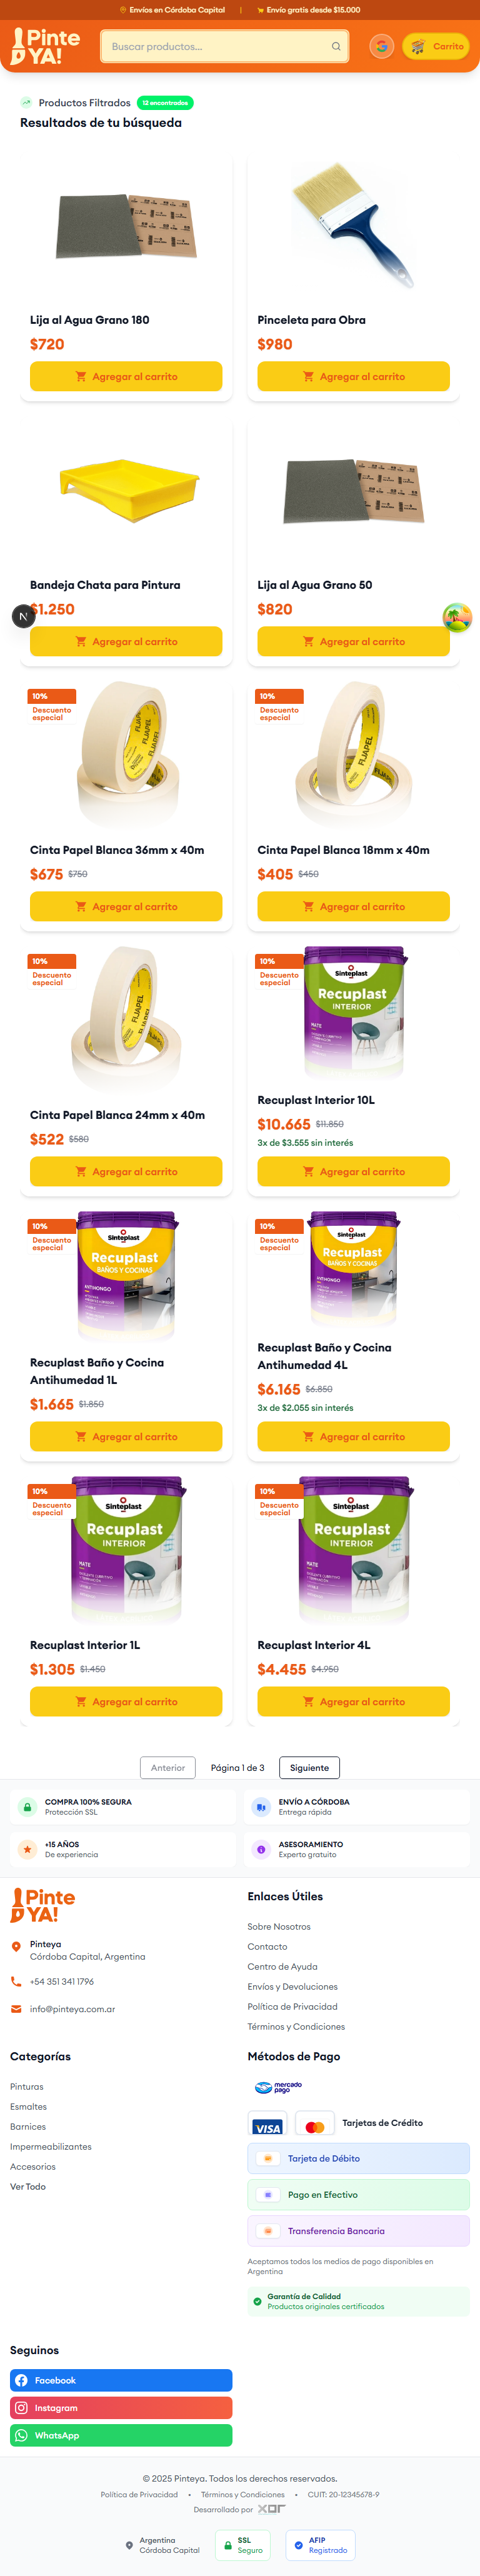 Envíos en Córdoba Capital | Envío gratis desde $15.000
Pinte
YA!
Buscar productos...
Carrito
Productos Filtrados 12 encontrados
Resultados de tu búsqueda
Lija al Agua Grano 180
$720
Agregar al carrito
Pinceleta para Obra
$980
Agregar al carrito
Bandeja Chata para Pintura
$1.250
Agregar al carrito
Lija al Agua Grano 50
$820
Agregar al carrito
N
10%
Descuento
especial
FIJAPEL
Cinta Papel Blanca 36mm x 40m
$675 $750
Agregar al carrito
10%
Descuento
especial
FIJAPEL
Cinta Papel Blanca 18mm x 40m
$405 $450
Agregar al carrito
10%
Descuento
especial
FIJAPEL
Cinta Papel Blanca 24mm x 40m
$522 $580
Agregar al carrito
10%
Descuento
especial
Sinteplast
Recuplast
INTERIOR
MATE
Recuplast Interior 10L
$10.665 $11.850
3x de $3.555 sin interés
Agregar al carrito
10%
Descuento
especial
Sinteplast
Recuplast
BAÑOS Y COCINAS
ANTIHONGO
Recuplast Baño y Cocina
Antihumedad 1L
$1.665 $1.850
Agregar al carrito
10%
Descuento
especial
Sinteplast
Recuplast
BAÑOS Y COCINAS
ANTIHONGO
Recuplast Baño y Cocina
Antihumedad 4L
$6.165 $6.850
3x de $2.055 sin interés
Agregar al carrito
10%
Descuento
especial
Sinteplast
Recuplast
INTERIOR
MATE
Recuplast Interior 1L
$1.305 $1.450
Agregar al carrito
10%
Descuento
especial
Sinteplast
Recuplast
INTERIOR
MATE
Recuplast Interior 4L
$4.455 $4.950
Agregar al carrito
Anterior Página 1 de 3 Siguiente
COMPRA 100% SEGURA
Protección SSL
ENVÍO A CÓRDOBA
Entrega rápida
+15 AÑOS
De experiencia
ASESORAMIENTO
Experto gratuito
Pinte
YA!
Pinteya
Córdoba Capital, Argentina
+54 351 341 1796
info@pinteya.com.ar
Enlaces Útiles
Sobre Nosotros
Contacto
Centro de Ayuda
Envíos y Devoluciones
Política de Privacidad
Términos y Condiciones
Categorías
Pinturas
Esmaltes
Barnices
Impermeabilizantes
Accesorios
Ver Todo
Métodos de Pago
mercado
pago
VISA
Tarjetas de Crédito
Tarjeta de Débito
Pago en Efectivo
Transferencia Bancaria
Aceptamos todos los medios de pago disponibles en
Argentina
Garantía de Calidad
Productos originales certificados
Seguinos
Facebook
Instagram
WhatsApp
© 2025 Pinteya. Todos los derechos reservados.
Política de Privacidad • Términos y Condiciones • CUIT: 20-12345678-9
Desarrollado por xor
Argentina
Córdoba Capital
SSL
Seguro
AFIP
Registrado